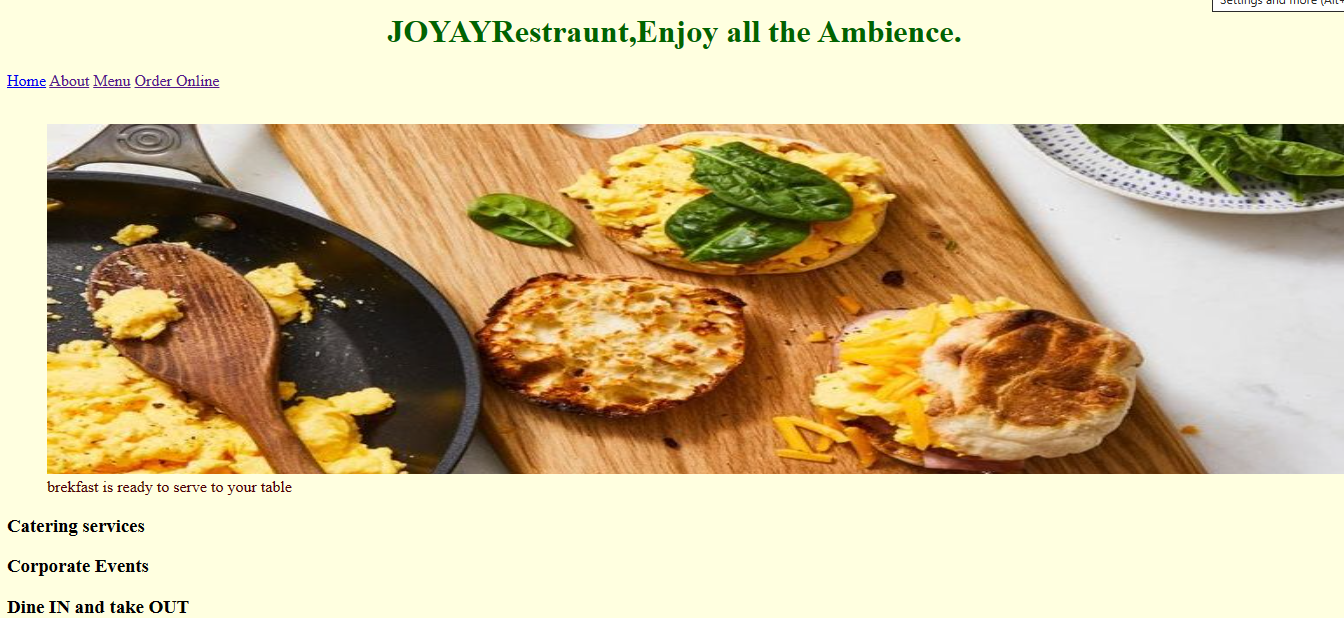 Settings and more (Alt+
JOYAYRestraunt,Enjoy all the Ambience.
Home About Menu Order Online
brekfast is ready to serve to your table
Catering services
Corporate Events
Dine IN and take OUT